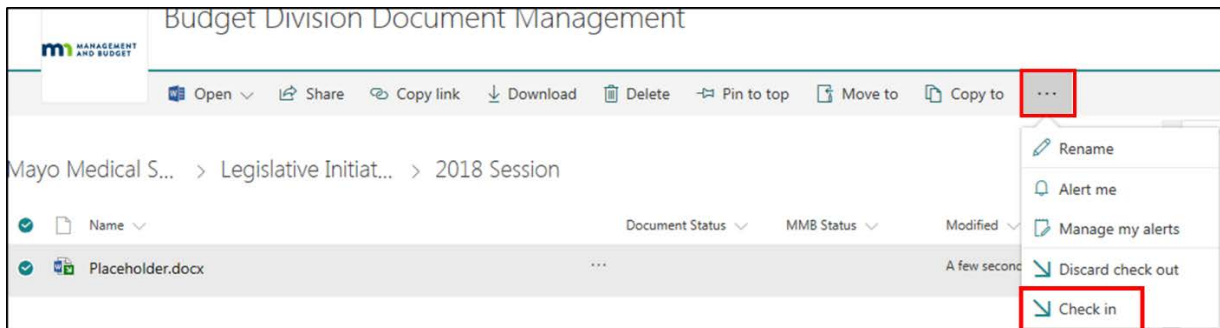 Budget Division Document Management
mn MANAGEMENT
AND BUDGET
Open Share Copy link Download Delete Pin to top Move to Copy to ...
Rename
Mayo Medical S... > Legislative Initiat... > 2018 Session
Alert me
Name Document Status MMB Status Modified
Manage my alerts
Placeholder.docx ... A few second
Discard check out
Check in